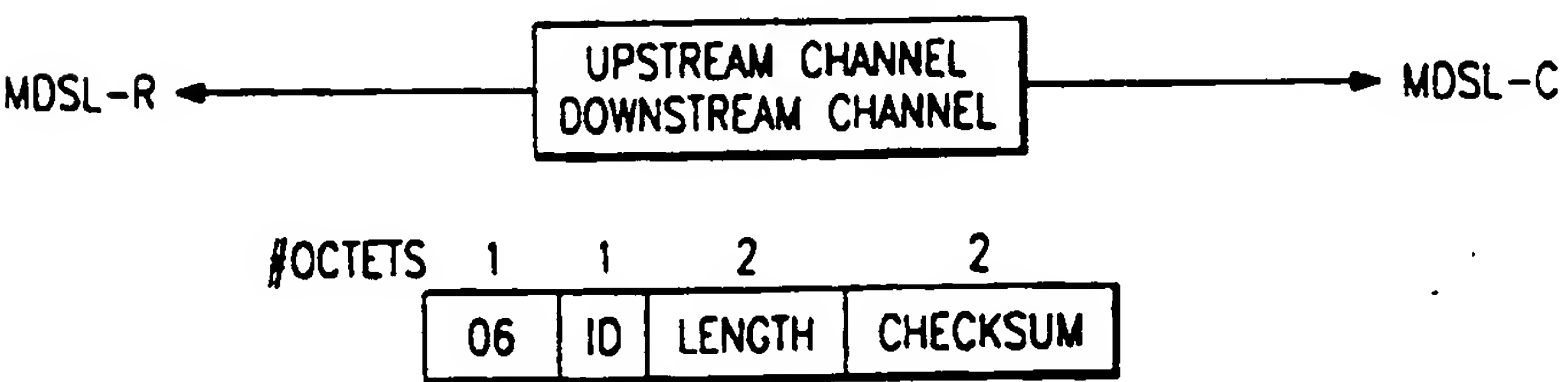 MDSL-R
UPSTREAM CHANNEL
DOWNSTREAM CHANNEL
MDSL-C
#OCTETS 1 1 2 2
06 ID LENGTH CHECKSUM